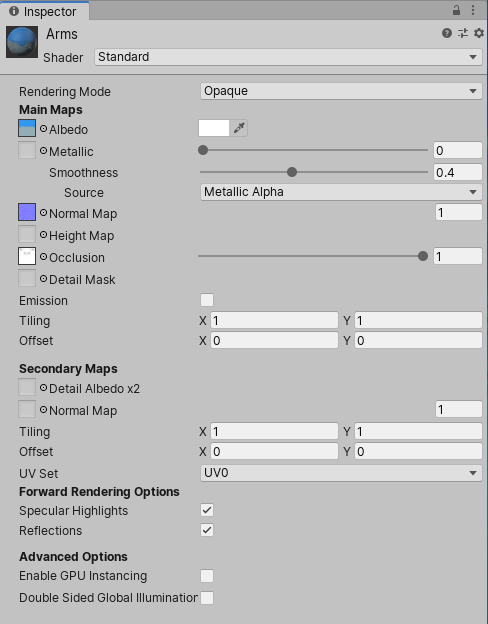 Inspector
Arms
Shader Standard
Rendering Mode Opaque
Main Maps
Albedo
Metallic 0
Smoothness 0.4
Source Metallic Alpha
Normal Map 1
Height Map
Occlusion 1
Detail Mask
Emission
Tiling X 1 Y 1
Offset X 0 Y 0
Secondary Maps
Detail Albedo x2
Normal Map 1
Tiling X 1 Y 1
Offset X 0 Y 0
UV Set UV0
Forward Rendering Options
Specular Highlights
Reflections
Advanced Options
Enable GPU Instancing
Double Sided Global Illumination